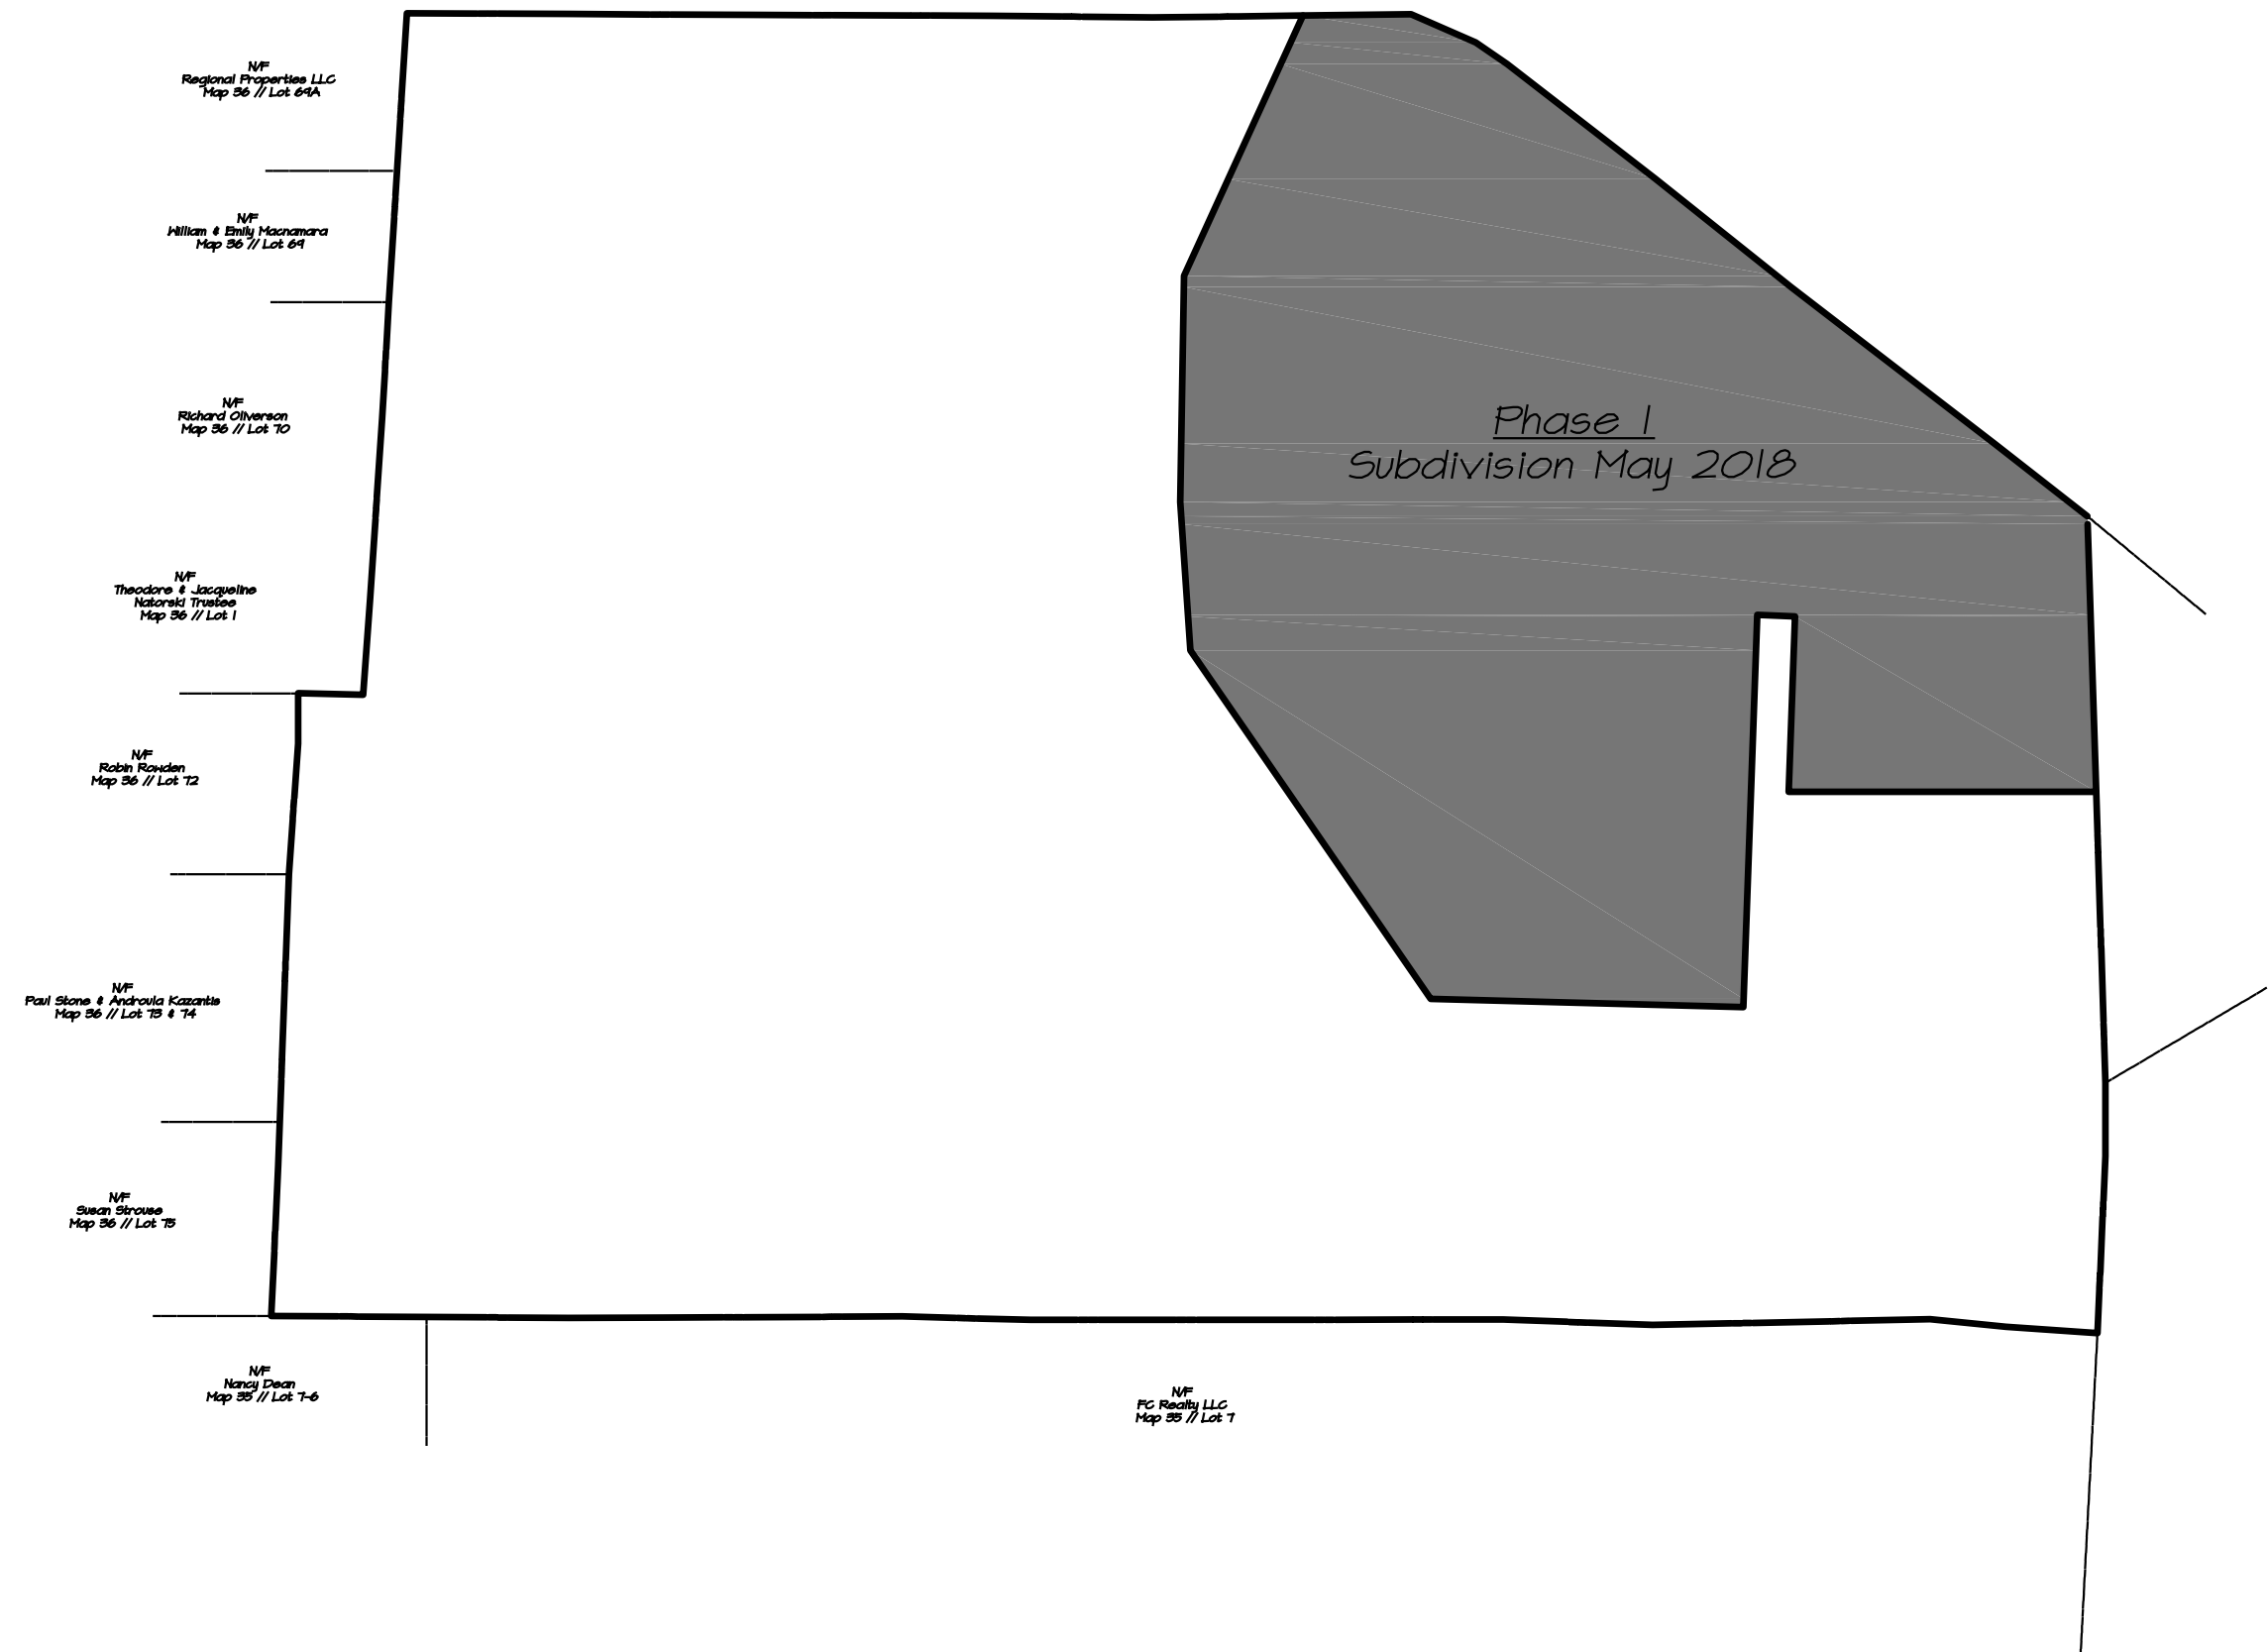 N/F
Regional Properties LLC
Map 36 // Lot 69A
N/F
William & Emily Macnamara
Map 36 // Lot 69
N/F
Richard Oliverson
Map 36 // Lot 70
Phase 1
Subdivision May 2018
N/F
Theodore & Jacqueline
Natorski Trustee
Map 36 // Lot 1
N/F
Robin Rowden
Map 36 // Lot 72
N/F
Paul Stone & Androula Kazantis
Map 36 // Lot 73 & 74
N/F
Susan Strouse
Map 36 // Lot 75
N/F
Nancy Dean
Map 35 // Lot 7-6
N/F
FC Realty LLC
Map 35 // Lot 7